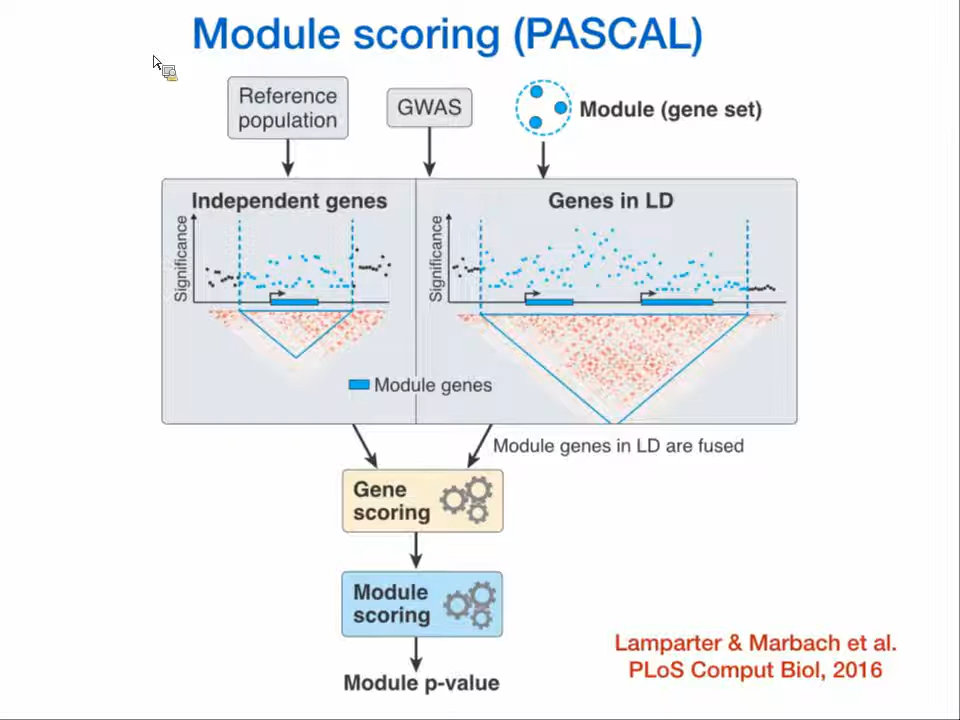 Module scoring (PASCAL)
Reference
population
GWAS
Module (gene set)
Independent genes
Significance
Genes in LD
Significance
Module genes
Module genes in LD are fused
Gene
scoring
Module
scoring
Module p-value
Lamparter & Marbach et al.
PLoS Comput Biol, 2016